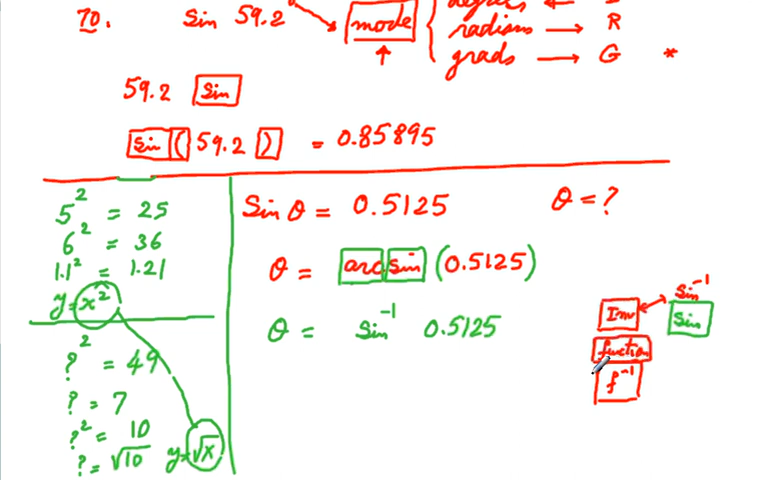 70. Sin 59.2 mode
radians → R
grads → G *
59.2 Sin
Sin ( 59.2 ) = 0.85895
5² = 25
6² = 36
1.1² = 1.21
y = x²
?² = 49
? = 7
?² = 10
? = √10 y = √x
Sin θ = 0.5125 θ = ?
θ = arc sin (0.5125)
θ = sin⁻¹ 0.5125
Sin⁻¹
Inv Sin
function
f⁻¹